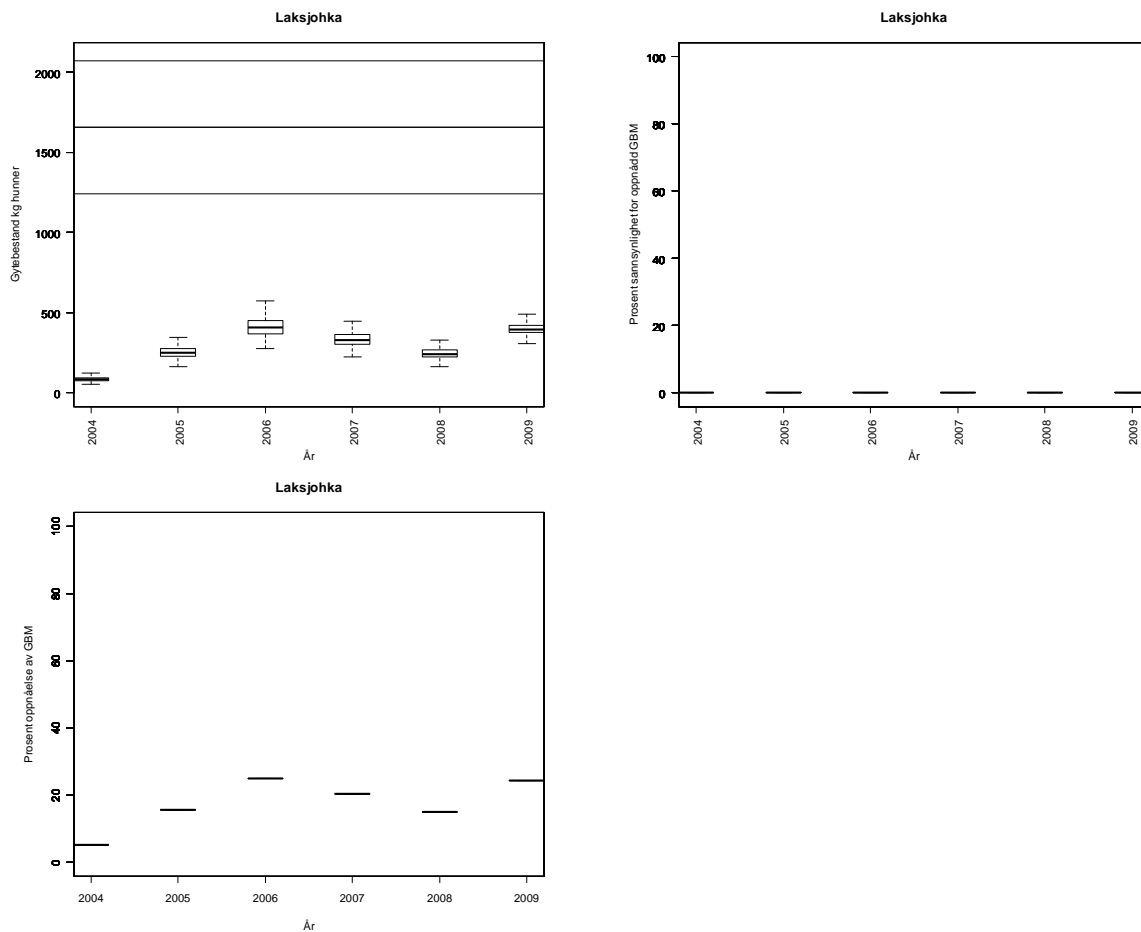 Laksjohka
Gytebestand kg hunner
2000
1500
1000
500
0
2004 2005 2006 2007 2008 2009
År
Laksjohka
Prosent sannsynlighet for oppnådd GBM
100
80
60
40
20
0
2004 2005 2006 2007 2008 2009
År
Laksjohka
Prosent oppnåelse av GBM
100
80
60
40
20
0
2004 2005 2006 2007 2008 2009
År